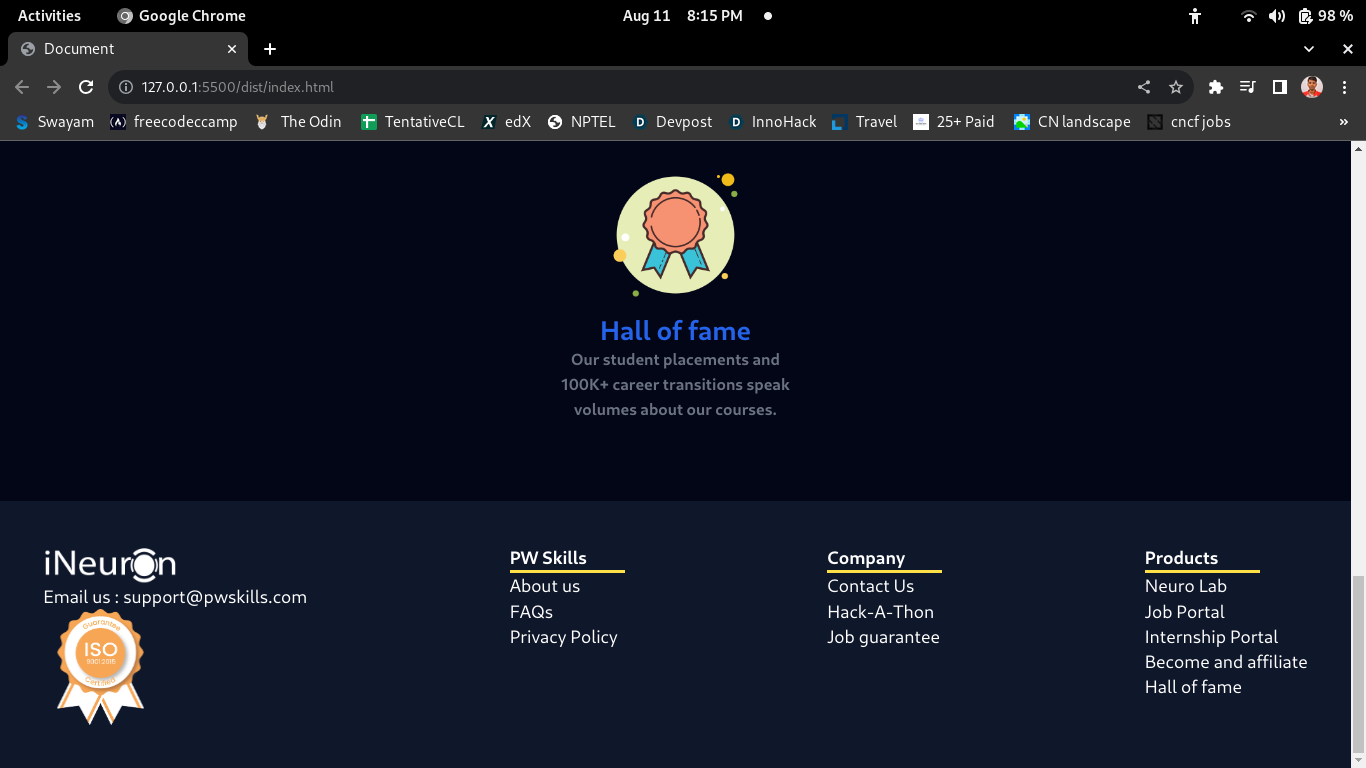 Activities Google Chrome Aug 11 8:15 PM 98 %
Document
127.0.0.1:5500/dist/index.html
Swayam freecodeccamp The Odin TentativeCL edX NPTEL Devpost InnoHack Travel 25+ Paid CN landscape cncf jobs »
Hall of fame
Our student placements and
100K+ career transitions speak
volumes about our courses.
iNeuron
Email us : support@pwskills.com
Guarantee
ISO
9001:2015
Certified
PW Skills
About us
FAQs
Privacy Policy
Company
Contact Us
Hack-A-Thon
Job guarantee
Products
Neuro Lab
Job Portal
Internship Portal
Become and affiliate
Hall of fame